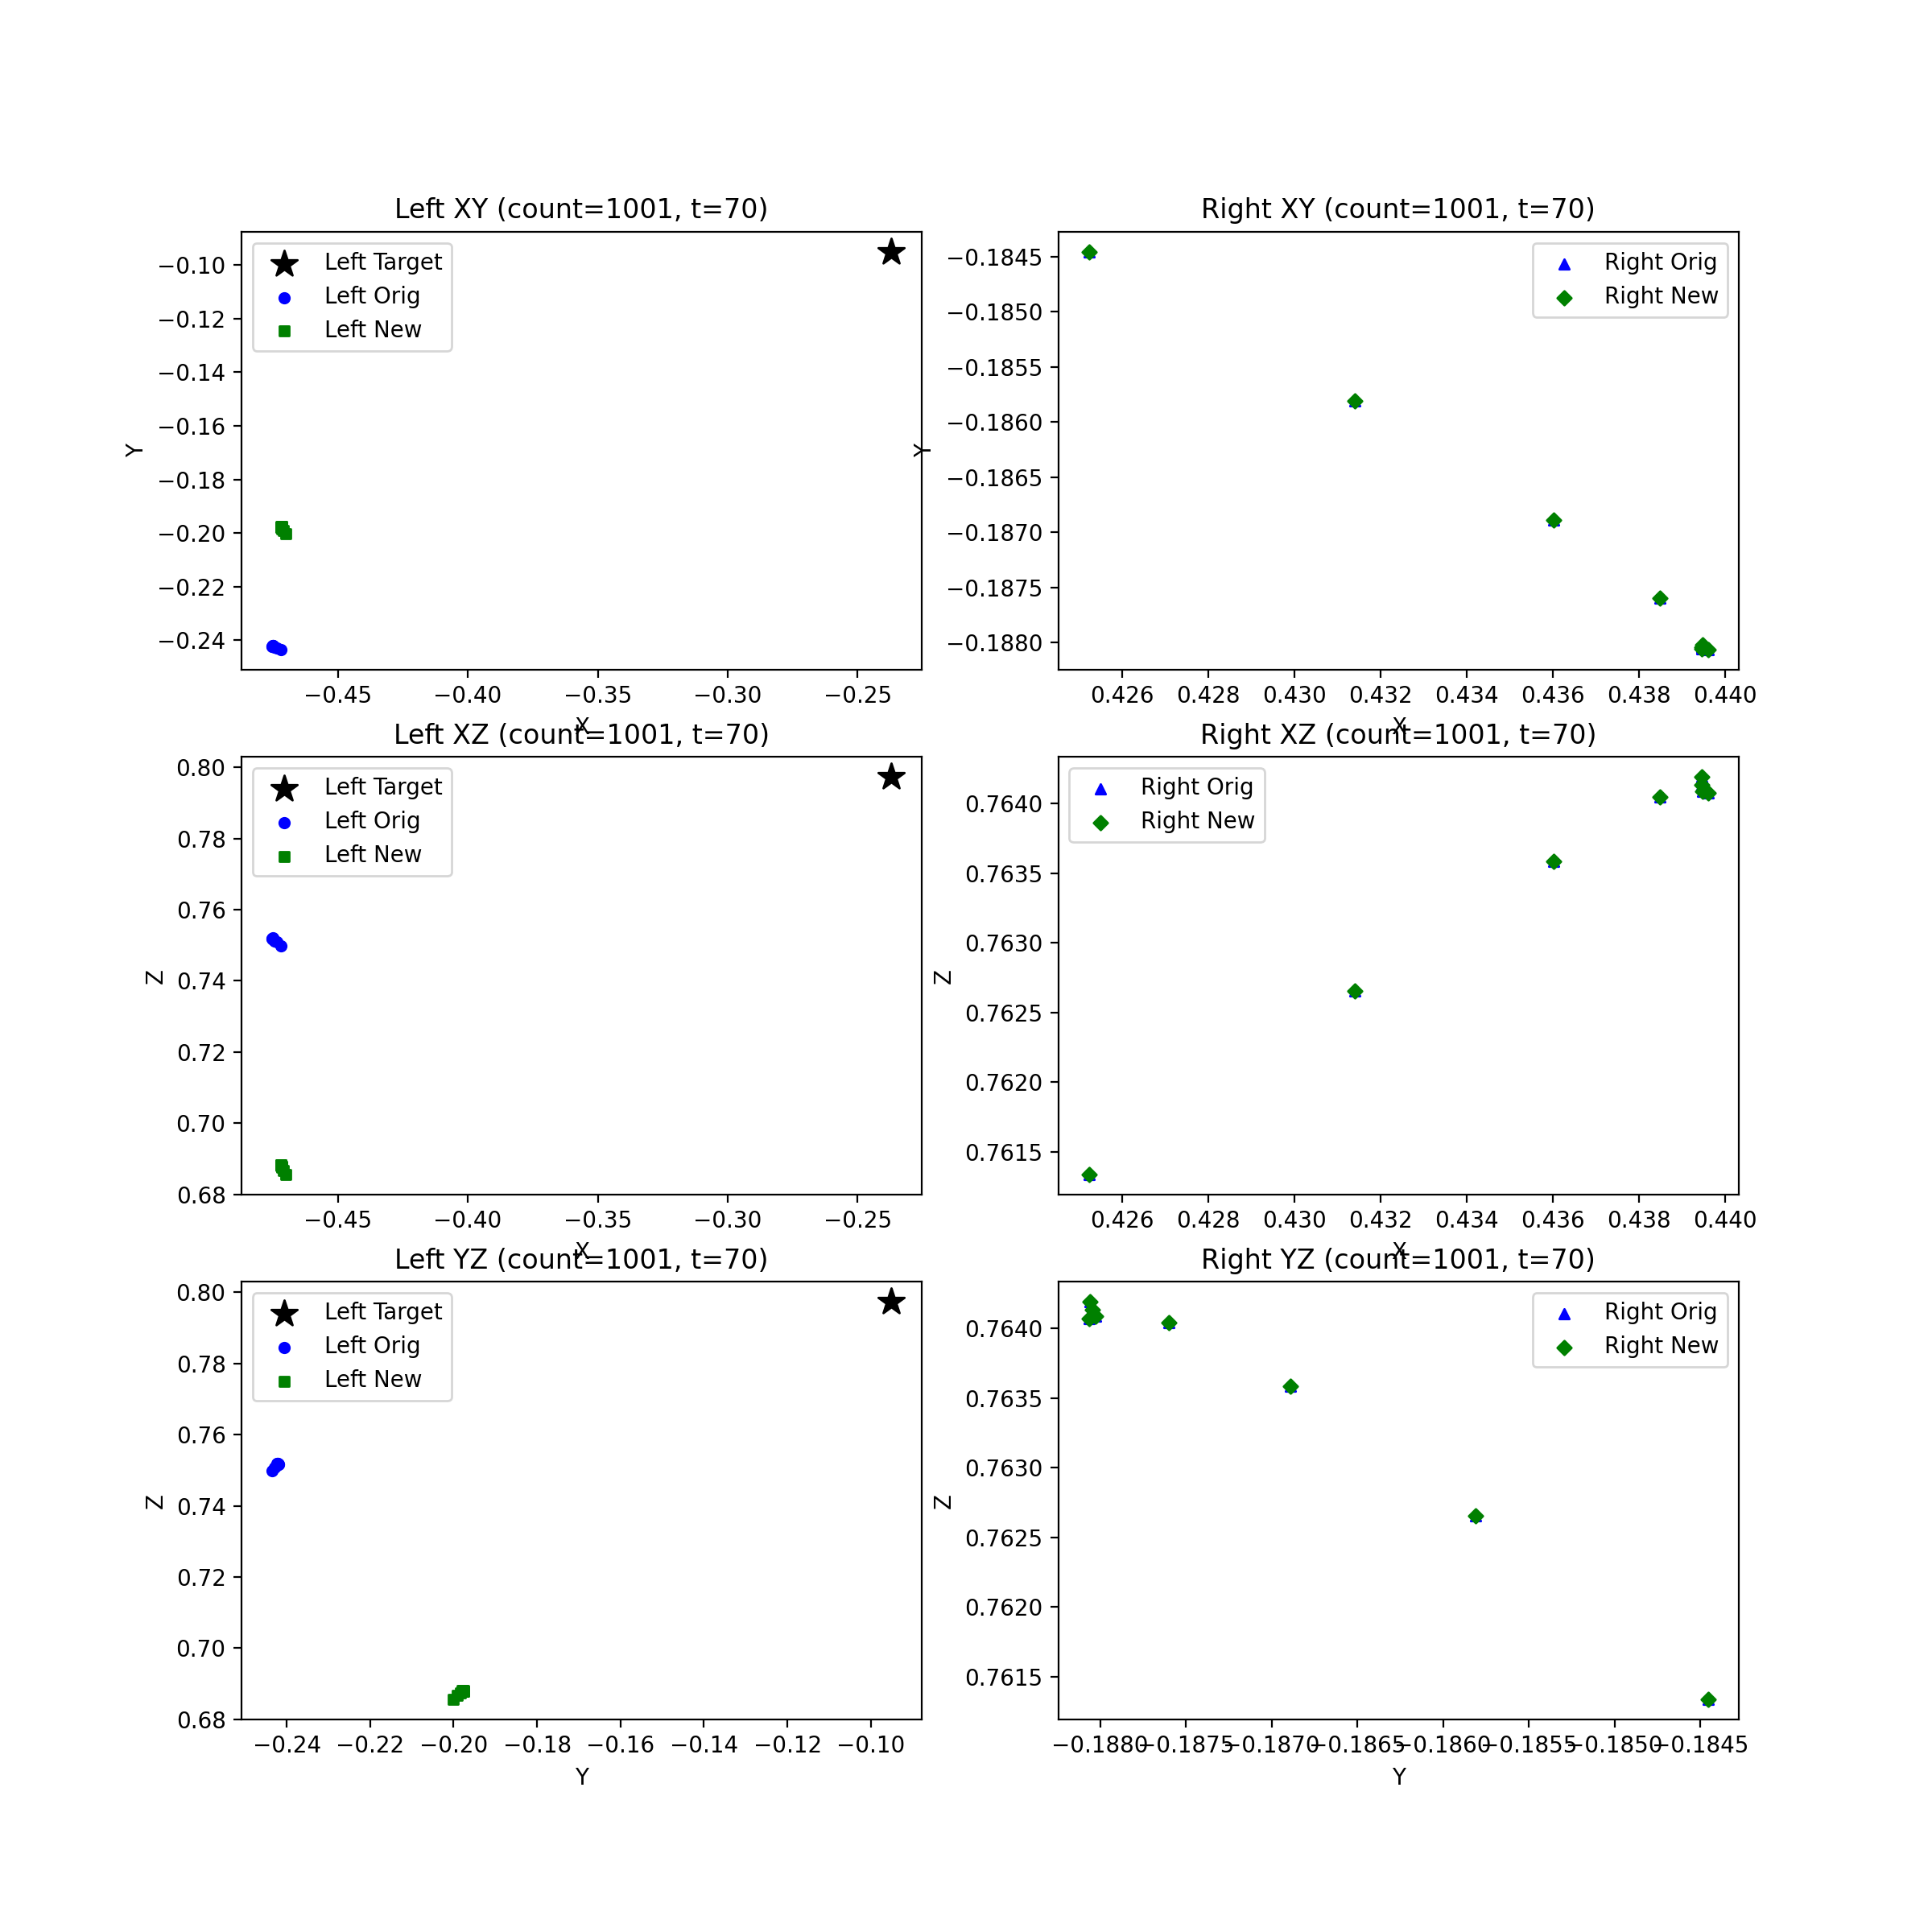 Left XY (count=1001, t=70)
Left Target
Left Orig
Left New
−0.10
−0.12
−0.14
−0.16
−0.18
−0.20
−0.22
−0.24
Y
−0.45 −0.40 −0.35 −0.30 −0.25
X
Right XY (count=1001, t=70)
Right Orig
Right New
−0.1845
−0.1850
−0.1855
−0.1860
−0.1865
−0.1870
−0.1875
−0.1880
Y
0.426 0.428 0.430 0.432 0.434 0.436 0.438 0.440
X
Left XZ (count=1001, t=70)
Left Target
Left Orig
Left New
0.80
0.78
0.76
0.74
0.72
0.70
0.68
Z
−0.45 −0.40 −0.35 −0.30 −0.25
X
Right XZ (count=1001, t=70)
Right Orig
Right New
0.7640
0.7635
0.7630
0.7625
0.7620
0.7615
Z
0.426 0.428 0.430 0.432 0.434 0.436 0.438 0.440
X
Left YZ (count=1001, t=70)
Left Target
Left Orig
Left New
0.80
0.78
0.76
0.74
0.72
0.70
0.68
Z
−0.24 −0.22 −0.20 −0.18 −0.16 −0.14 −0.12 −0.10
Y
Right YZ (count=1001, t=70)
Right Orig
Right New
0.7640
0.7635
0.7630
0.7625
0.7620
0.7615
Z
−0.1880 −0.1875 −0.1870 −0.1865 −0.1860 −0.1855 −0.1850 −0.1845
Y